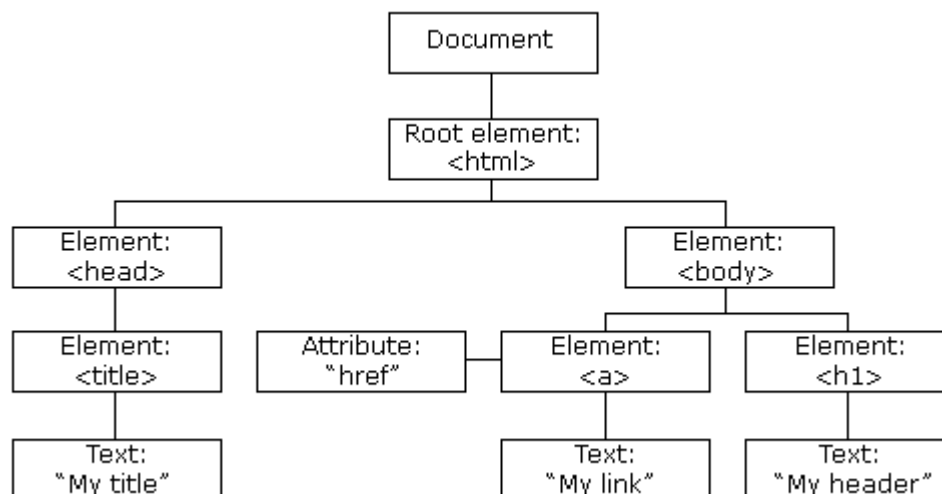 Document
Root element:
<html>
Element:
<head>
Element:
<body>
Element:
<title>
Attribute:
“href”
Element:
<a>
Element:
<h1>
Text:
“My title”
Text:
“My link”
Text:
“My header”